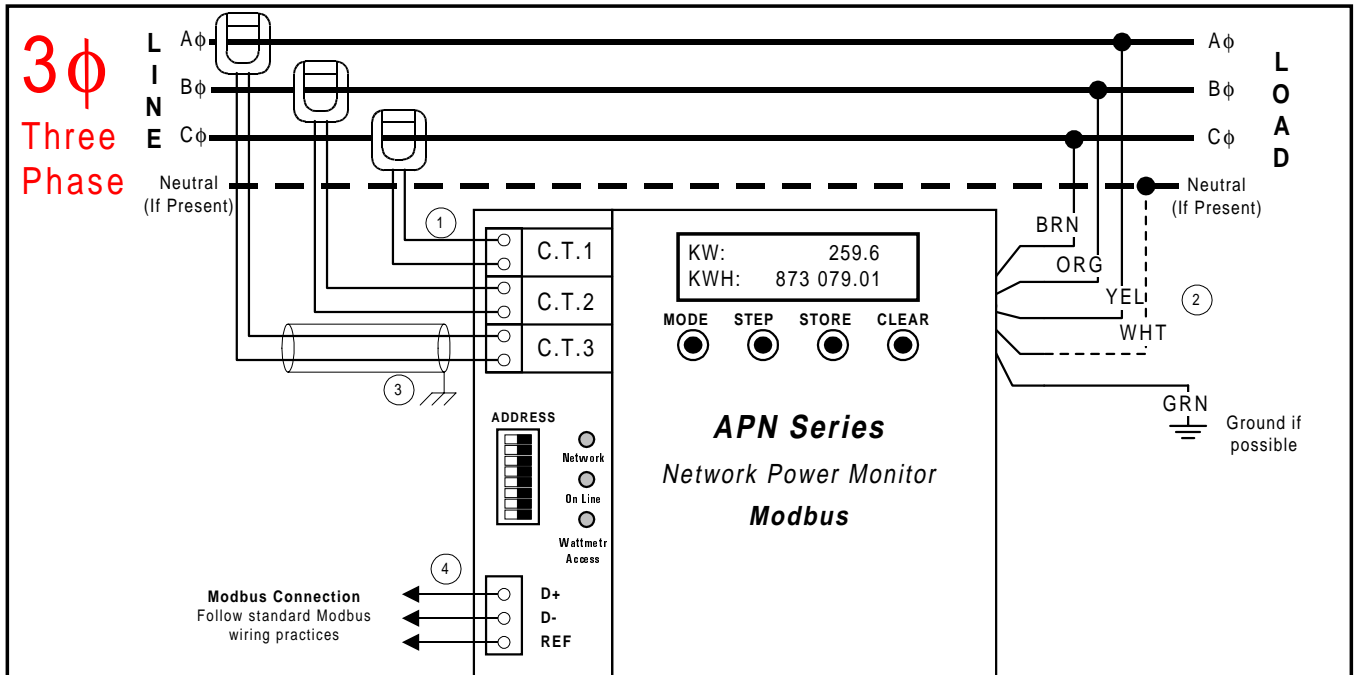 3ϕ
Three
Phase
LINE
Aϕ
Bϕ
Cϕ
Neutral
(If Present)
Aϕ
Bϕ
Cϕ
LOAD
Neutral
(If Present)
1
C.T.1
C.T.2
C.T.3
3
KW: 259.6
KWH: 873 079.01
MODE STEP STORE CLEAR
BRN
ORG
YEL
WHT
2
GRN
Ground if
possible
APN Series
Network Power Monitor
Modbus
ADDRESS
Network
On Line
Wattmetr
Access
4
Modbus Connection
Follow standard Modbus
wiring practices
D+
D-
REF